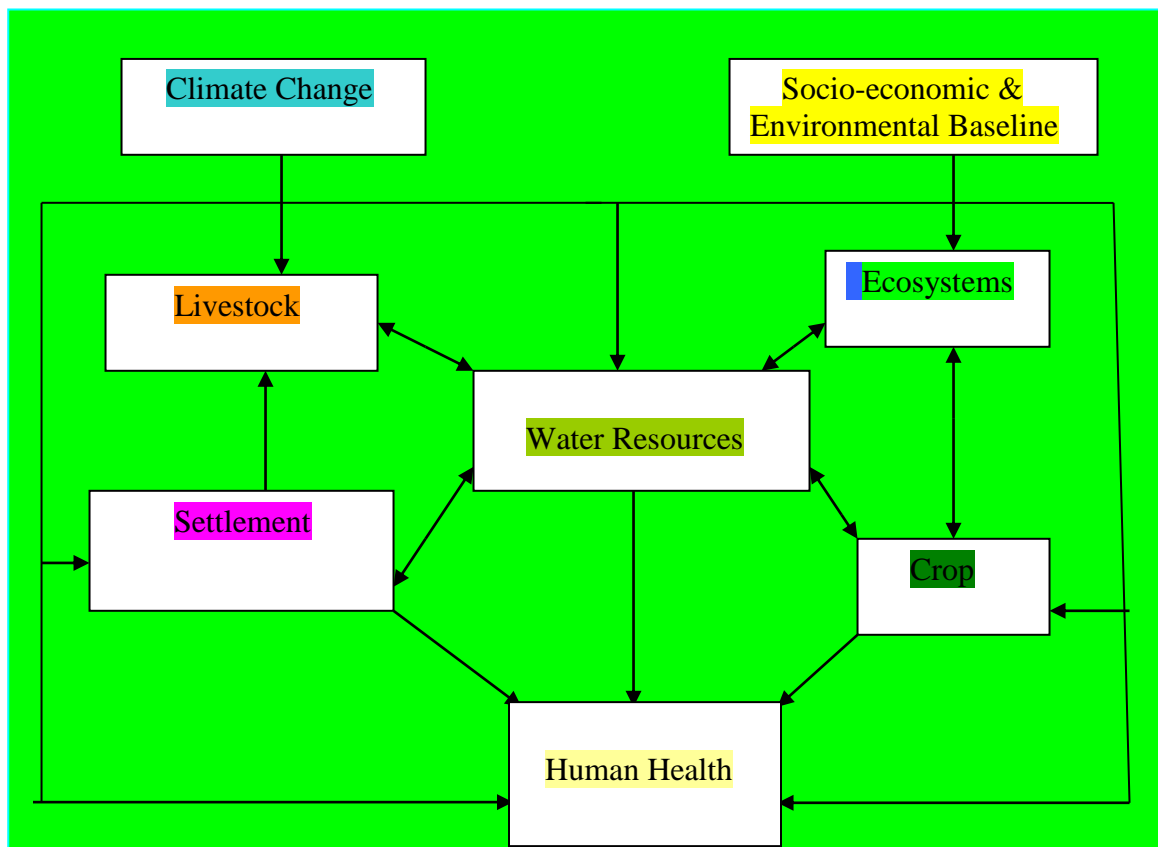 Climate Change
Socio-economic &
Environmental Baseline
Livestock
Ecosystems
Water Resources
Settlement
Crop
Human Health